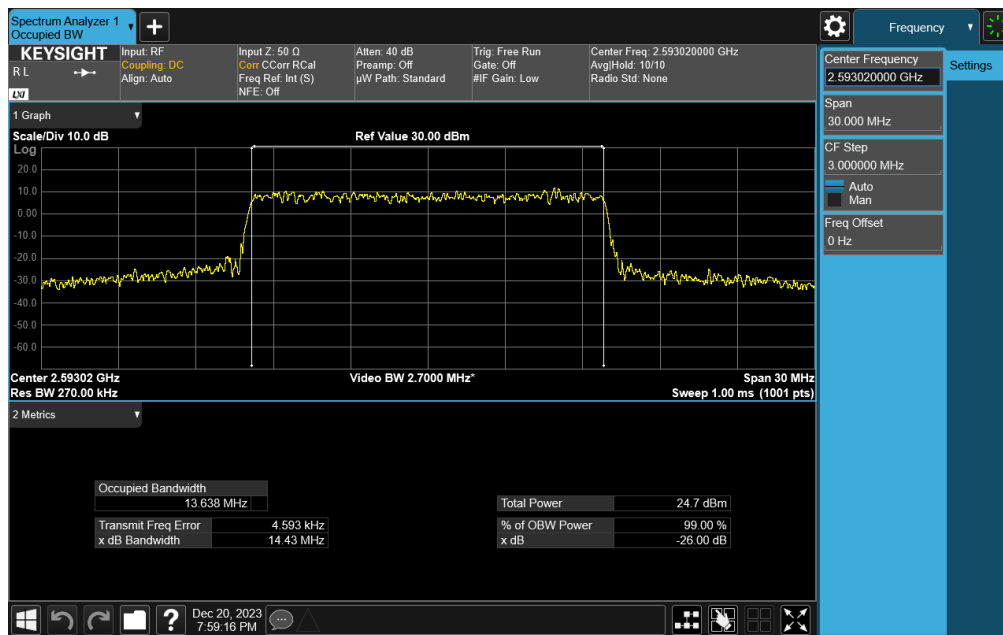 Spectrum Analyzer 1
Occupied BW
Frequency
KEYSIGHT
R L
LXI
Input: RF
Coupling: DC
Align: Auto
Input Z: 50 Ω
Corr CCorr RCal
Freq Ref: Int (S)
NFE: Off
Atten: 40 dB
Preamp: Off
µW Path: Standard
Trig: Free Run
Gate: Off
#IF Gain: Low
Center Freq: 2.593020000 GHz
Avg|Hold: 10/10
Radio Std: None
Center Frequency
2.593020000 GHz
Settings
Span
30.000 MHz
CF Step
3.000000 MHz
Auto
Man
Freq Offset
0 Hz
1 Graph
Scale/Div 10.0 dB
Ref Value 30.00 dBm
Log
20.0
10.0
0.00
-10.0
-20.0
-30.0
-40.0
-50.0
-60.0
Center 2.59302 GHz
Video BW 2.7000 MHz*
Span 30 MHz
Res BW 270.00 kHz
Sweep 1.00 ms (1001 pts)
2 Metrics
Occupied Bandwidth
13.638 MHz
Total Power 24.7 dBm
Transmit Freq Error 4.593 kHz
% of OBW Power 99.00 %
x dB Bandwidth 14.43 MHz
x dB -26.00 dB
Dec 20, 2023
7:59:16 PM